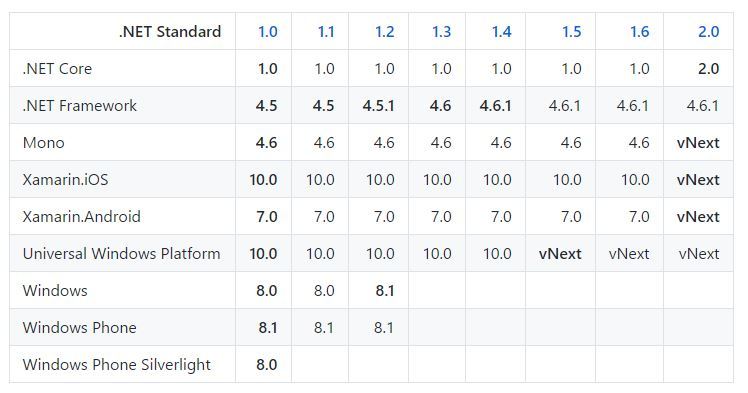 .NET Standard 1.0 1.1 1.2 1.3 1.4 1.5 1.6 2.0
.NET Core 1.0 1.0 1.0 1.0 1.0 1.0 1.0 2.0
.NET Framework 4.5 4.5 4.5.1 4.6 4.6.1 4.6.1 4.6.1 4.6.1
Mono 4.6 4.6 4.6 4.6 4.6 4.6 4.6 vNext
Xamarin.iOS 10.0 10.0 10.0 10.0 10.0 10.0 10.0 vNext
Xamarin.Android 7.0 7.0 7.0 7.0 7.0 7.0 7.0 vNext
Universal Windows Platform 10.0 10.0 10.0 10.0 10.0 vNext vNext vNext
Windows 8.0 8.0 8.1
Windows Phone 8.1 8.1 8.1
Windows Phone Silverlight 8.0